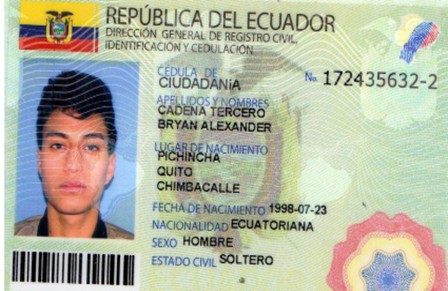 REPÚBLICA DEL ECUADOR
DIRECCIÓN GENERAL DE REGISTRO CIVIL,
IDENTIFICACIÓN Y CEDULACIÓN
CÉDULA DE No. 172435632-2
CIUDADANÍA
APELLIDOS Y NOMBRES
CADENA TERCERO
BRYAN ALEXANDER
LUGAR DE NACIMIENTO
PICHINCHA
QUITO
CHIMBACALLE
FECHA DE NACIMIENTO 1998-07-23
NACIONALIDAD ECUATORIANA
SEXO HOMBRE
ESTADO CIVIL SOLTERO